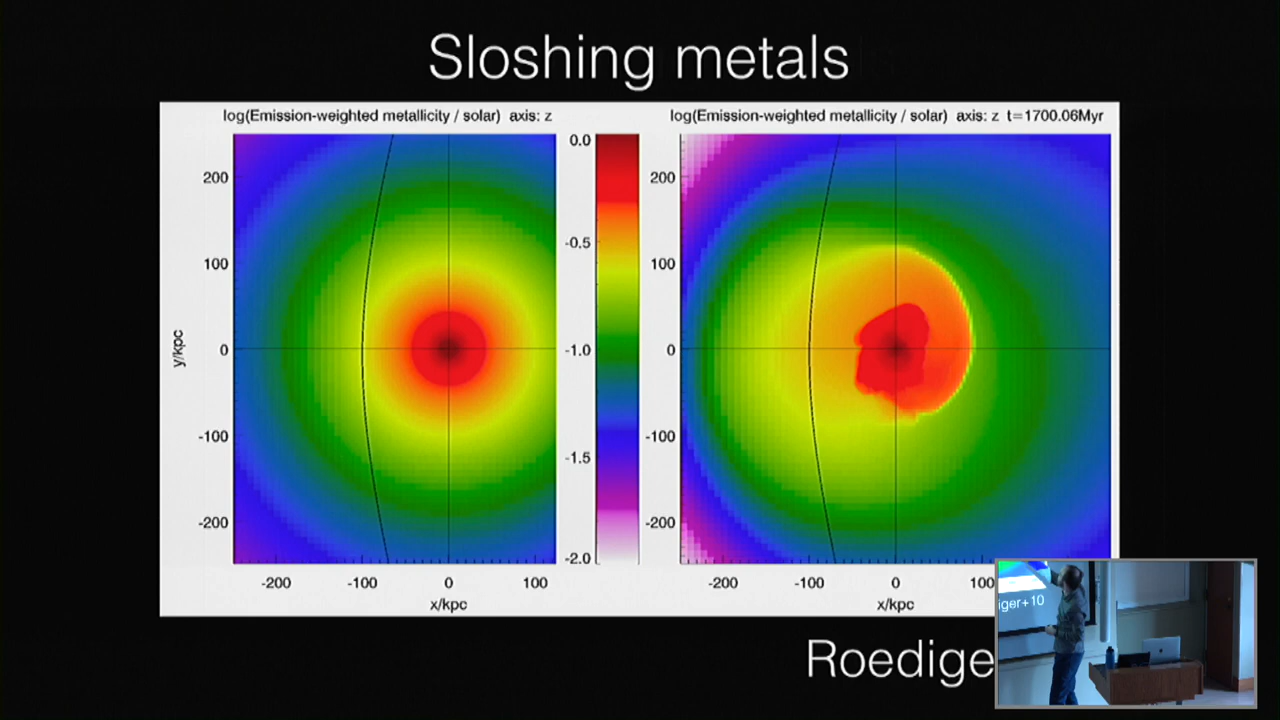 Sloshing metals
log(Emission-weighted metallicity / solar) axis: z
log(Emission-weighted metallicity / solar) axis: z t=1700.06Myr
y/kpc
200
100
0
-100
-200
-200
-100
0
100
x/kpc
0.0
-0.5
-1.0
-1.5
-2.0
200
100
0
-100
-200
-200
-100
0
100
x/kpc
Roedige
iger+10